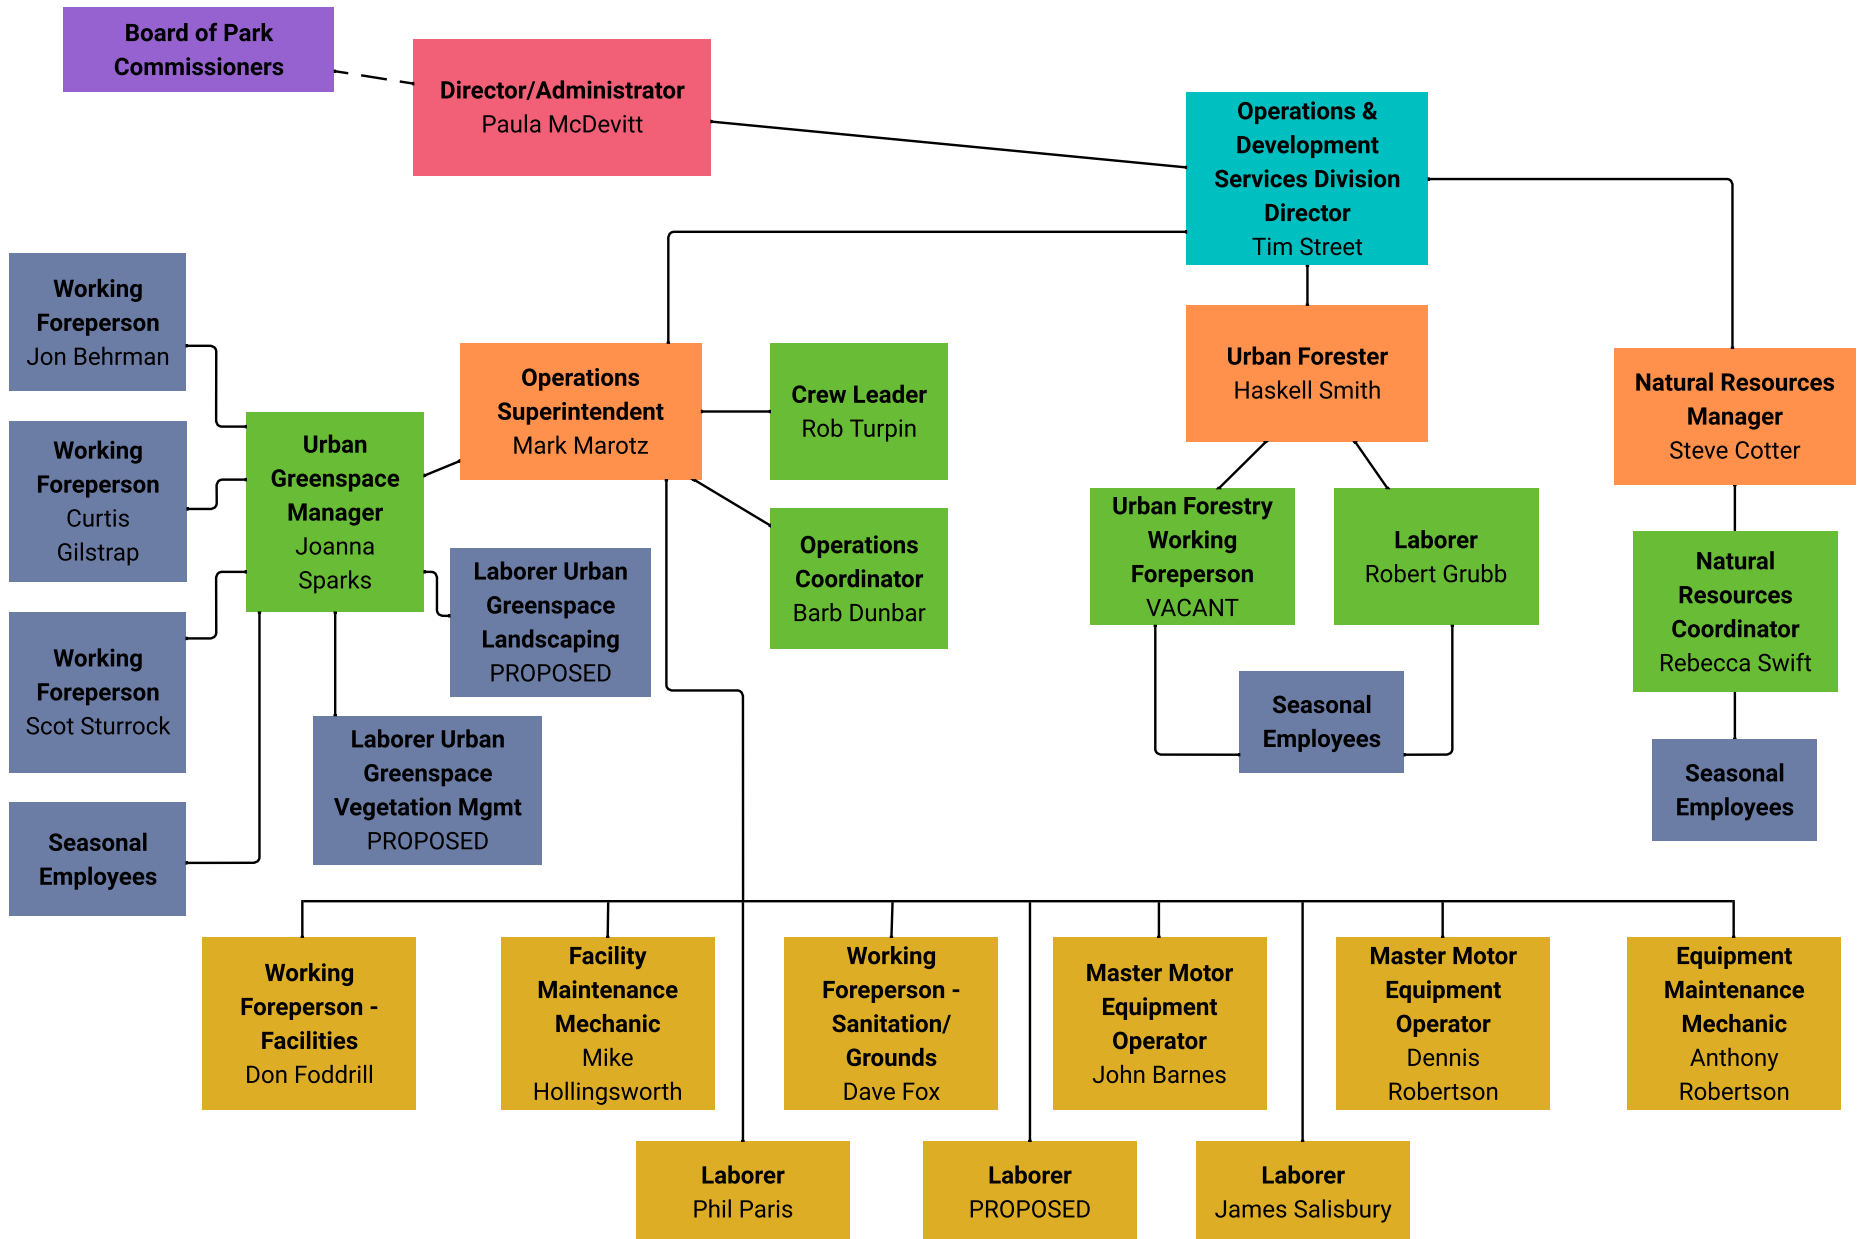 Board of Park
Commissioners
Director/Administrator
Paula McDevitt
Operations &
Development
Services Division
Director
Tim Street
Working
Foreperson
Jon Behrman
Operations
Superintendent
Mark Marotz
Crew Leader
Rob Turpin
Urban Forester
Haskell Smith
Natural Resources
Manager
Steve Cotter
Working
Foreperson
Curtis
Gilstrap
Urban
Greenspace
Manager
Joanna
Sparks
Laborer Urban
Greenspace
Landscaping
PROPOSED
Operations
Coordinator
Barb Dunbar
Urban Forestry
Working
Foreperson
VACANT
Laborer
Robert Grubb
Natural
Resources
Coordinator
Rebecca Swift
Working
Foreperson
Scot Sturrock
Laborer Urban
Greenspace
Vegetation Mgmt
PROPOSED
Seasonal
Employees
Seasonal
Employees
Seasonal
Employees
Working
Foreperson -
Facilities
Don Foddrill
Facility
Maintenance
Mechanic
Mike
Hollingsworth
Working
Foreperson -
Sanitation/
Grounds
Dave Fox
Master Motor
Equipment
Operator
John Barnes
Master Motor
Equipment
Operator
Dennis
Robertson
Equipment
Maintenance
Mechanic
Anthony
Robertson
Laborer
Phil Paris
Laborer
PROPOSED
Laborer
James Salisbury